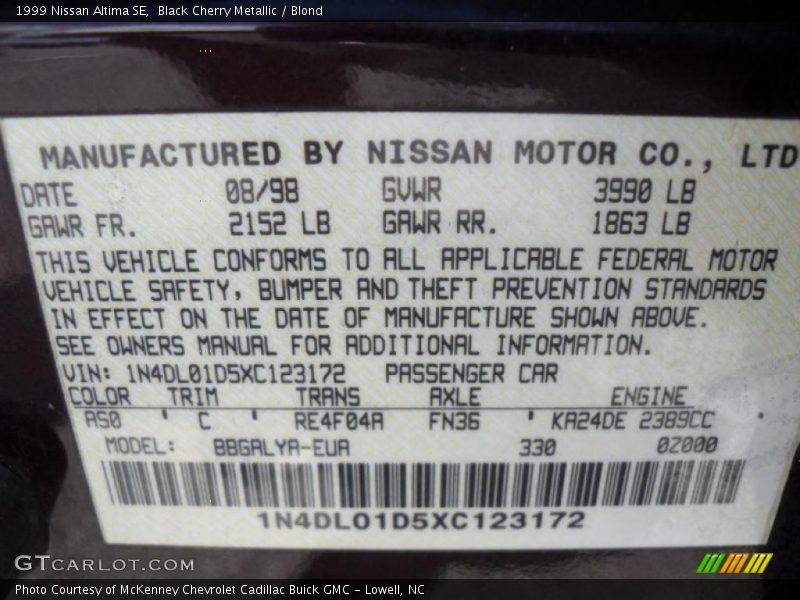 1999 Nissan Altima SE,  Black Cherry Metallic / Blond
MANUFACTURED BY NISSAN MOTOR CO., LTD
DATE 08/98 GVWR 3990 LB
GAWR FR. 2152 LB GAWR RR. 1863 LB
THIS VEHICLE CONFORMS TO ALL APPLICABLE FEDERAL MOTOR
VEHICLE SAFETY, BUMPER AND THEFT PREVENTION STANDARDS
IN EFFECT ON THE DATE OF MANUFACTURE SHOWN ABOVE.
SEE OWNERS MANUAL FOR ADDITIONAL INFORMATION.
VIN: 1N4DL01D5XC123172 PASSENGER CAR
COLOR TRIM TRANS AXLE ENGINE
AS0 ' C ' RE4F04A FN36 ' KA24DE 2389CC
MODEL: BBGALYA-EUA 330 0Z000
1N4DL01D5XC123172
GTCARLOT.COM
Photo Courtesy of McKenney Chevrolet Cadillac Buick GMC - Lowell, NC